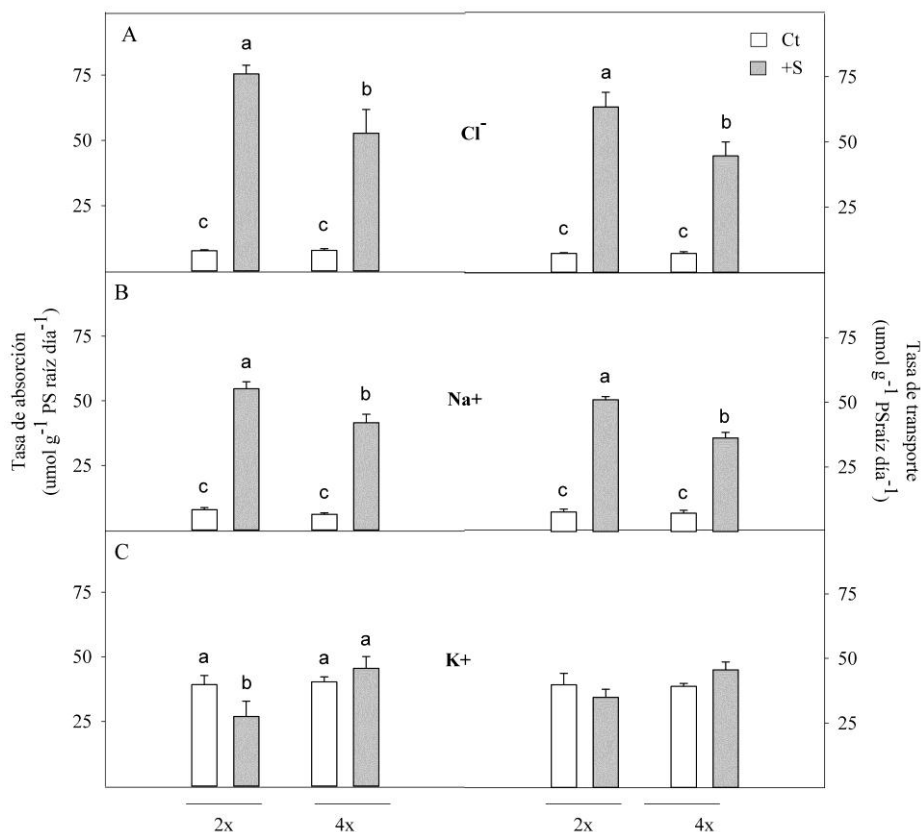 A
Ct
+S
a
b
c
c
a
b
c
c
Cl⁻
75
50
25
75
50
25
B
a
b
c
c
a
b
c
c
Na+
75
50
25
75
50
25
C
a
b
a
a
K+
75
50
25
75
50
25
Tasa de absorción
(umol g⁻¹ PS raíz día⁻¹)
Tasa de transporte
(umol g⁻¹ PSraíz día⁻¹)
2x
4x
2x
4x